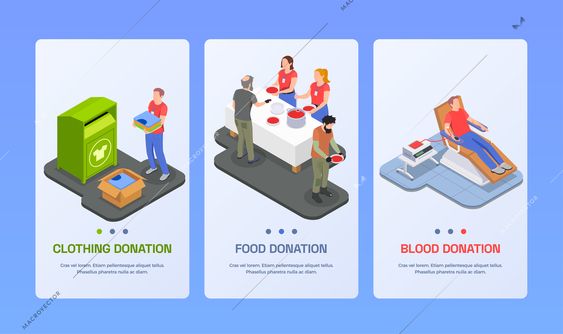 CLOTHING DONATION
Cras vel lorem. Etiam pellentesque aliquet tellus.
Phasellus pharetra nulla ac diam.
FOOD DONATION
Cras vel lorem. Etiam pellentesque aliquet tellus.
Phasellus pharetra nulla ac diam.
BLOOD DONATION
Cras vel lorem. Etiam pellentesque aliquet tellus.
Phasellus pharetra nulla ac diam.
MACROVECTOR
MACROVECTOR
MACROVECTOR